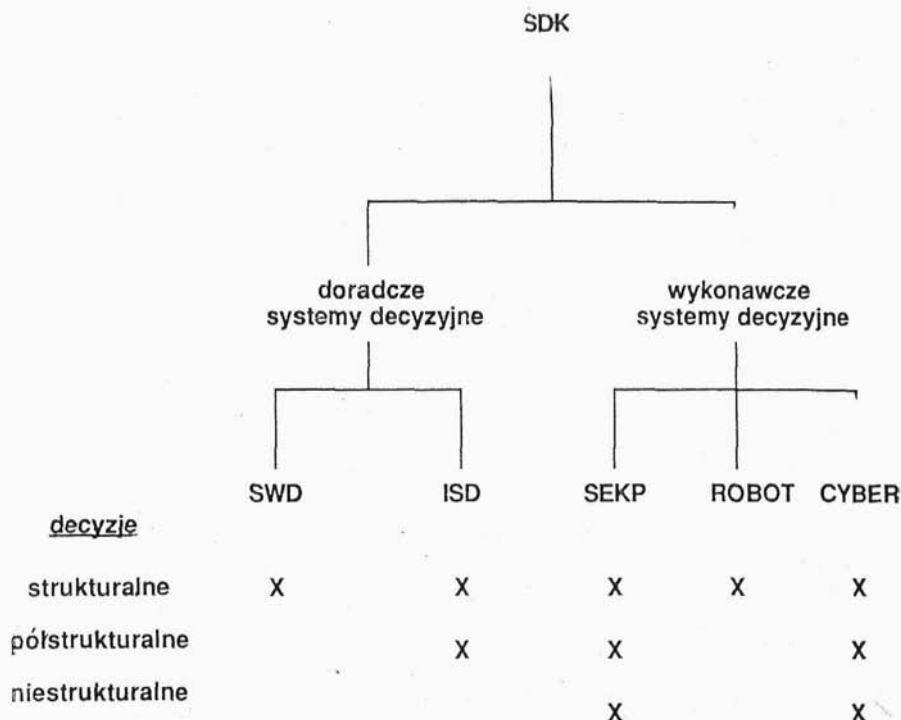 SDK
doradcze
systemy decyzyjne
wykonawcze
systemy decyzyjne
SWD ISD SEKP ROBOT CYBER
decyzje
strukturalne X X X X X
półstrukturalne X X X
niestrukturalne X X